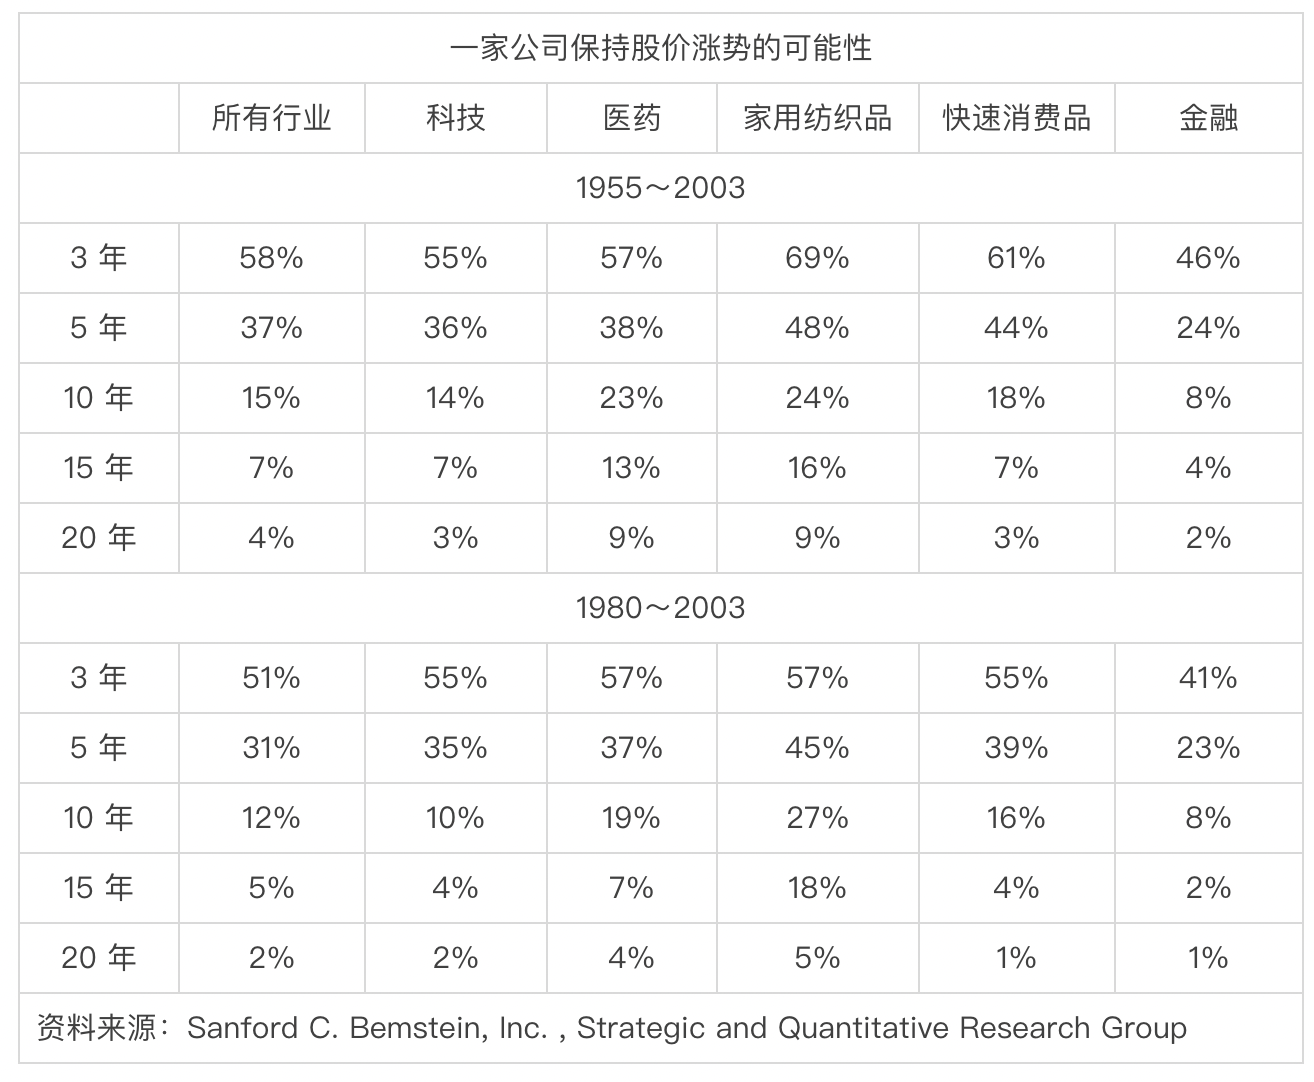 一家公司保持股价涨势的可能性
所有行业 科技 医药 家用纺织品 快速消费品 金融
1955～2003
3 年 58% 55% 57% 69% 61% 46%
5 年 37% 36% 38% 48% 44% 24%
10 年 15% 14% 23% 24% 18% 8%
15 年 7% 7% 13% 16% 7% 4%
20 年 4% 3% 9% 9% 3% 2%
1980～2003
3 年 51% 55% 57% 57% 55% 41%
5 年 31% 35% 37% 45% 39% 23%
10 年 12% 10% 19% 27% 16% 8%
15 年 5% 4% 7% 18% 4% 2%
20 年 2% 2% 4% 5% 1% 1%
资料来源：Sanford C. Bemstein, Inc. , Strategic and Quantitative Research Group